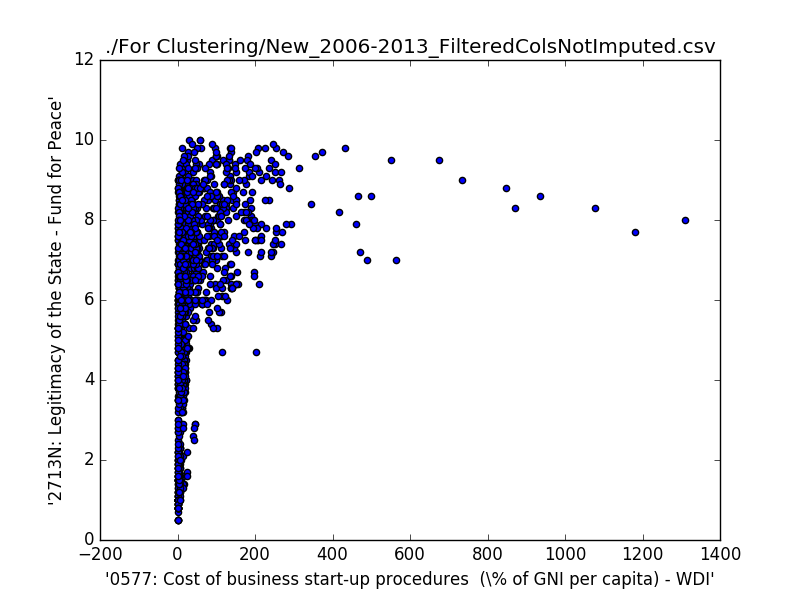 ./For Clustering/New_2006-2013_FilteredColsNotImputed.csv
12
10
8
6
4
2
0
'2713N: Legitimacy of the State - Fund for Peace'
−200 0 200 400 600 800 1000 1200 1400
'0577: Cost of business start-up procedures  (\% of GNI per capita) - WDI'